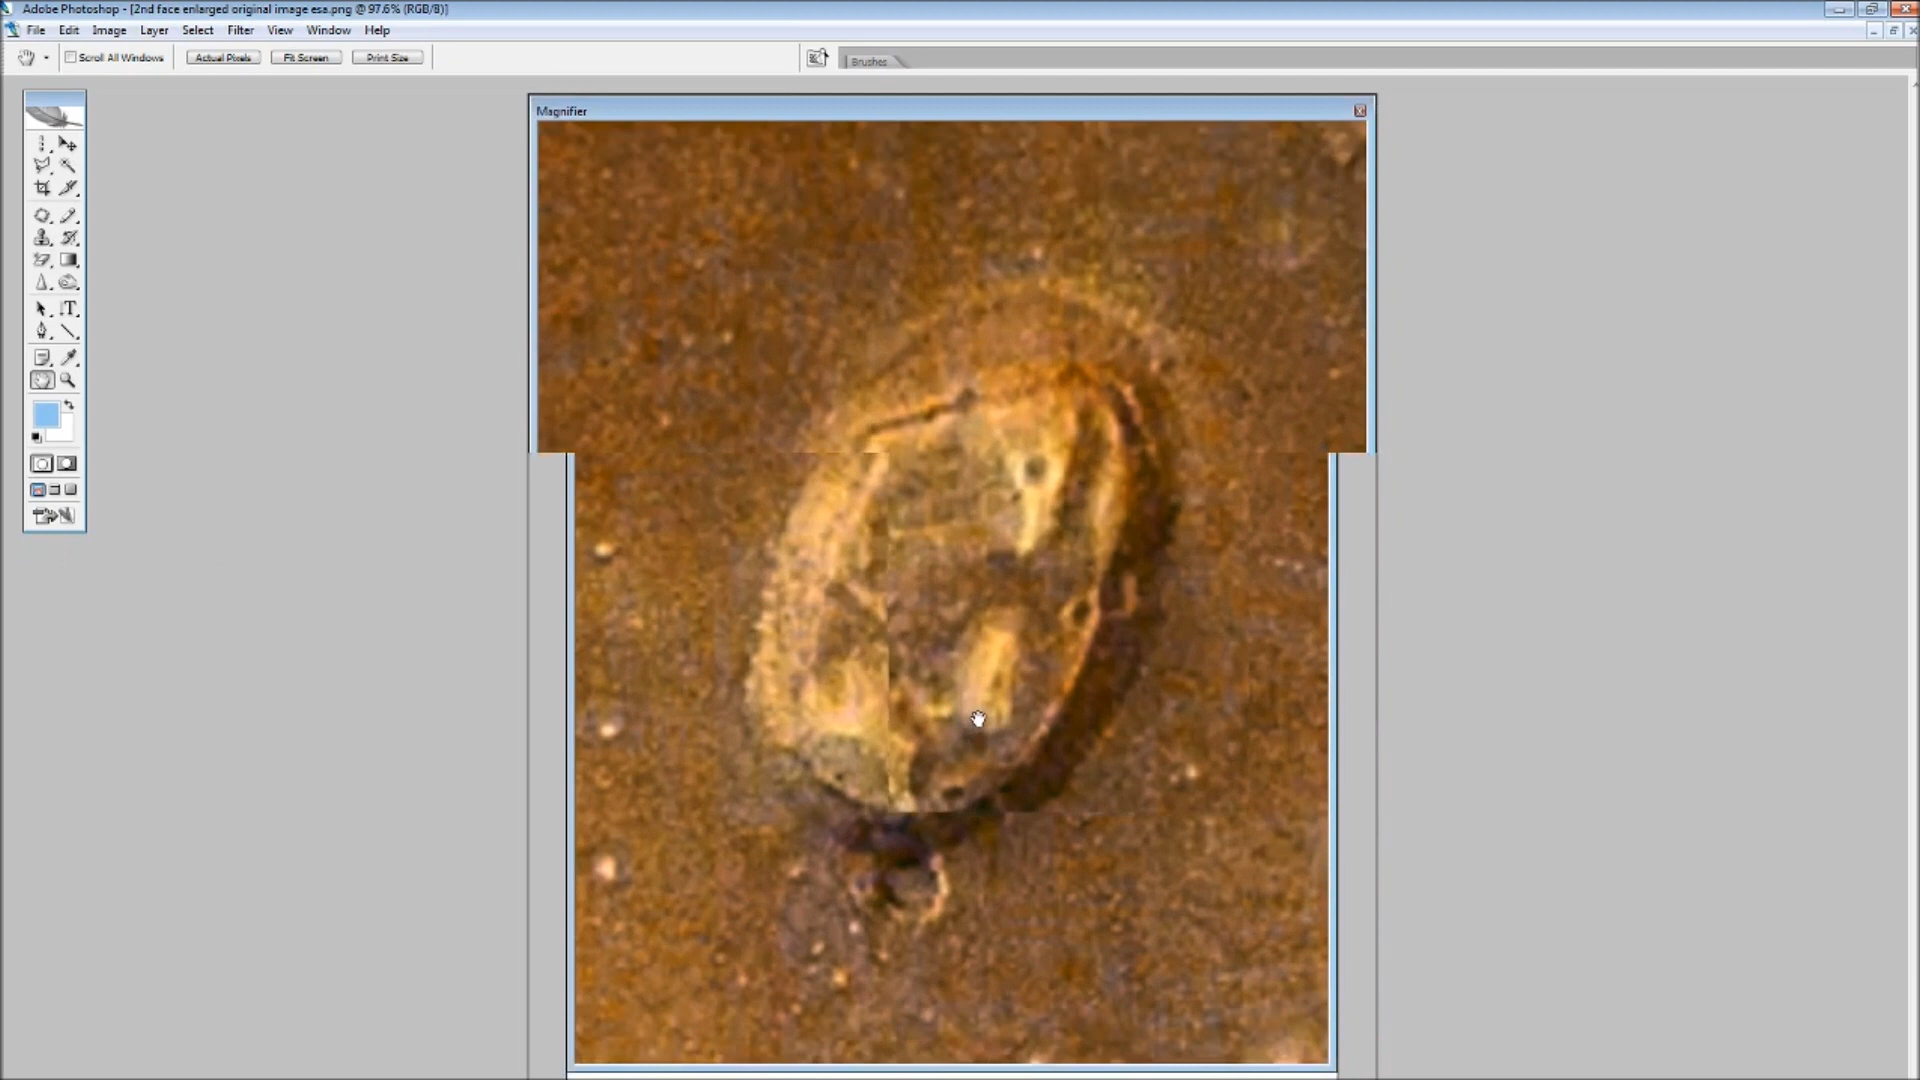 Adobe Photoshop - [2nd face enlarged original image esa.png @ 97.6% (RGB/8)]
File Edit Image Layer Select Filter View Window Help
Scroll All Windows Actual Pixels Fit Screen Print Size Brushes
Magnifier